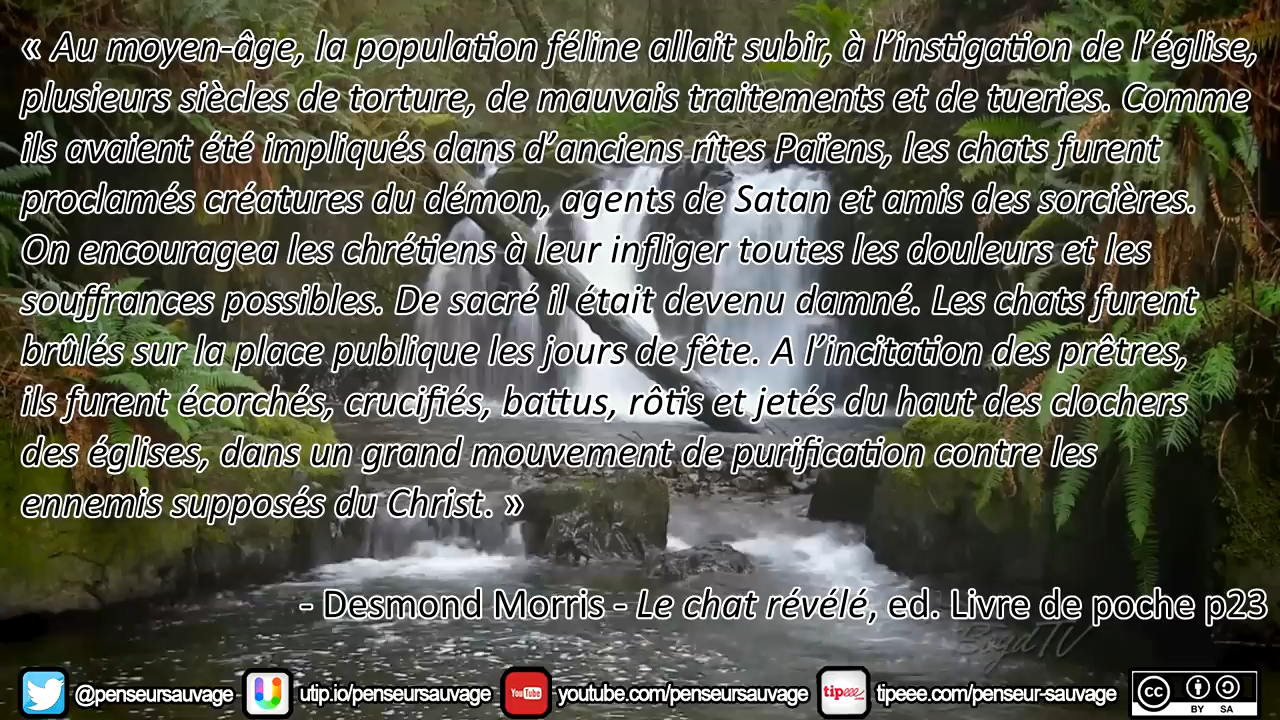 « Au moyen-âge, la population féline allait subir, à l’instigation de l’église,
plusieurs siècles de torture, de mauvais traitements et de tueries. Comme
ils avaient été impliqués dans d’anciens rîtes Païens, les chats furent
proclamés créatures du démon, agents de Satan et amis des sorcières.
On encouragea les chrétiens à leur infliger toutes les douleurs et les
souffrances possibles. De sacré il était devenu damné. Les chats furent
brûlés sur la place publique les jours de fête. A l’incitation des prêtres,
ils furent écorchés, crucifiés, battus, rôtis et jetés du haut des clochers
des églises, dans un grand mouvement de purification contre les
ennemis supposés du Christ. »
- Desmond Morris - Le chat révélé, ed. Livre de poche p23
BoydTV
@penseursauvage utip.io/penseursauvage YouTube youtube.com/penseursauvage tipeee tipeee.com/penseur-sauvage cc
BY SA